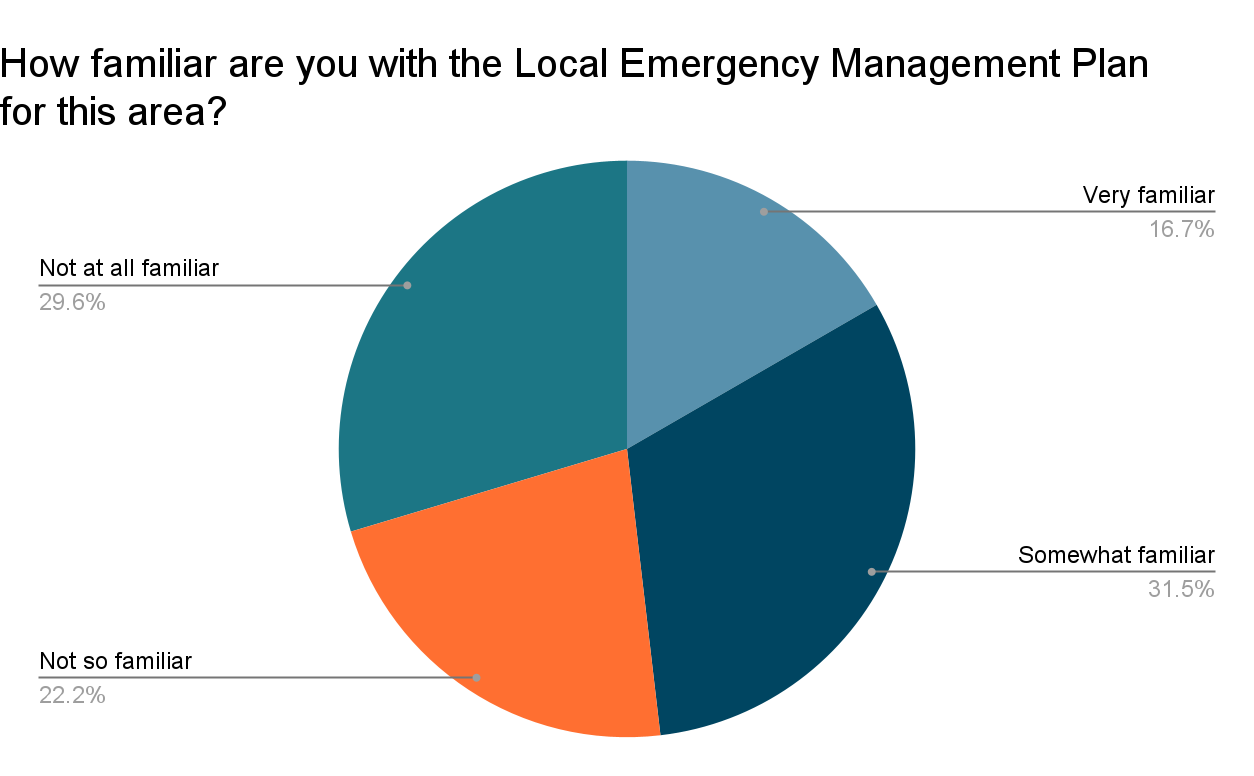 How familiar are you with the Local Emergency Management Plan
for this area?
Very familiar
16.7%
Not at all familiar
29.6%
Somewhat familiar
31.5%
Not so familiar
22.2%